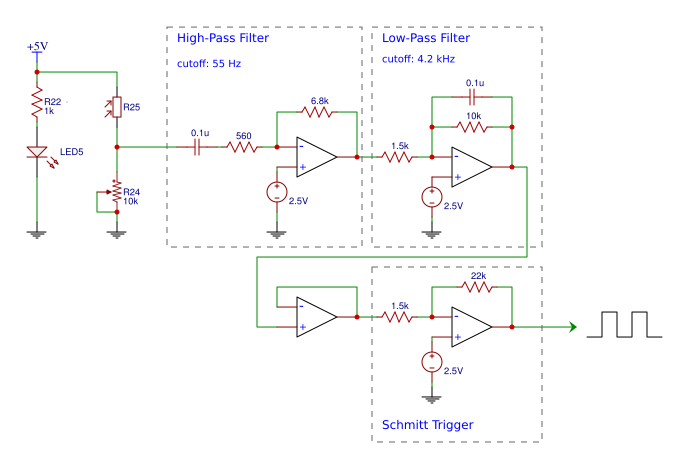 High-Pass Filter
cutoff: 55 Hz
Low-Pass Filter
cutoff: 4.2 kHz
+5V
R22
1k
R25
LED5
R24
10k
0.1u
560
6.8k
-
+
2.5V
1.5k
0.1u
10k
-
+
2.5V
-
+
1.5k
22k
-
+
2.5V
Schmitt Trigger